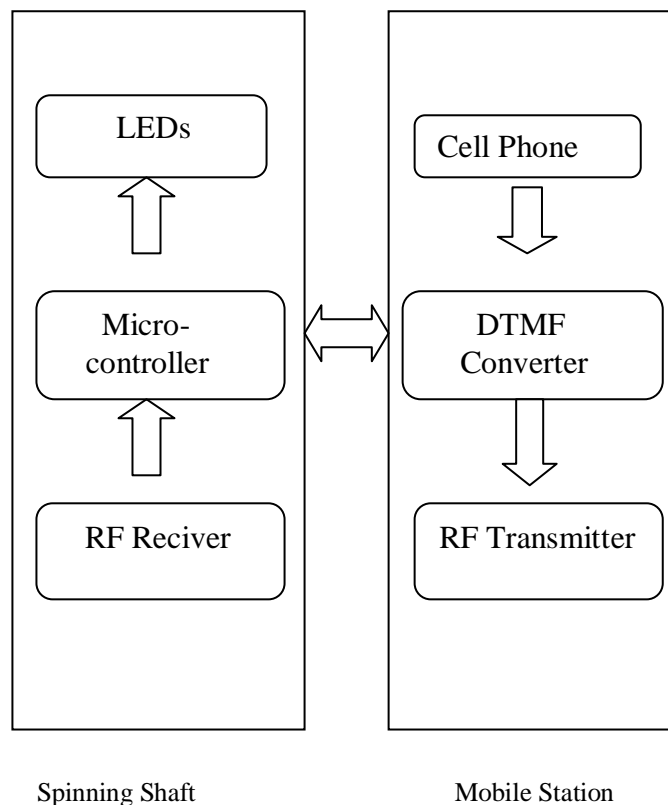 LEDs
Cell Phone
Micro-
controller
DTMF
Converter
RF Reciver
RF Transmitter
Spinning Shaft
Mobile Station